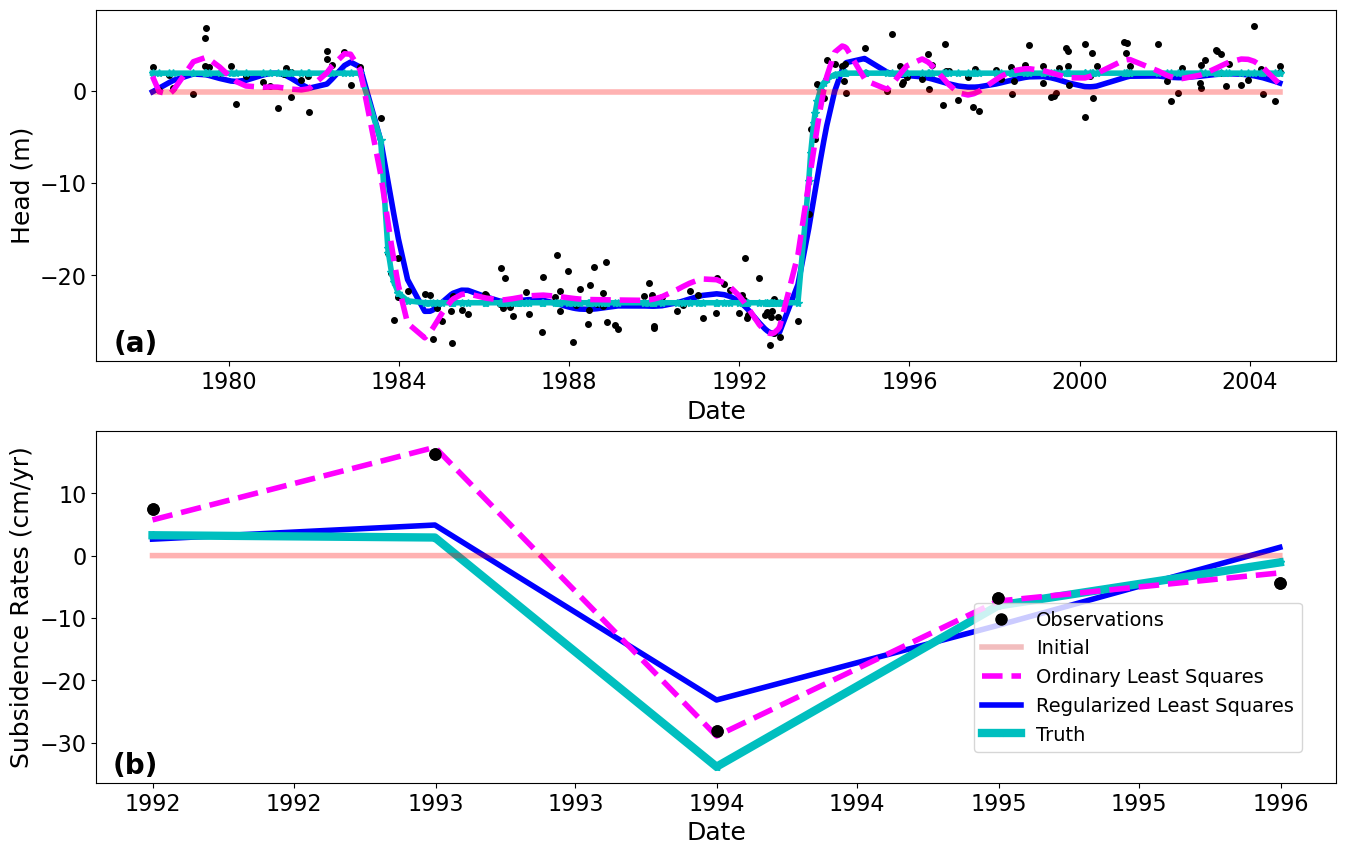 Head (m)
0
−10
−20
(a)
1980 1984 1988 1992 1996 2000 2004
Date
Subsidence Rates (cm/yr)
10
0
−10
−20
−30
(b)
Observations
Initial
Ordinary Least Squares
Regularized Least Squares
Truth
1992 1992 1993 1993 1994 1994 1995 1995 1996
Date